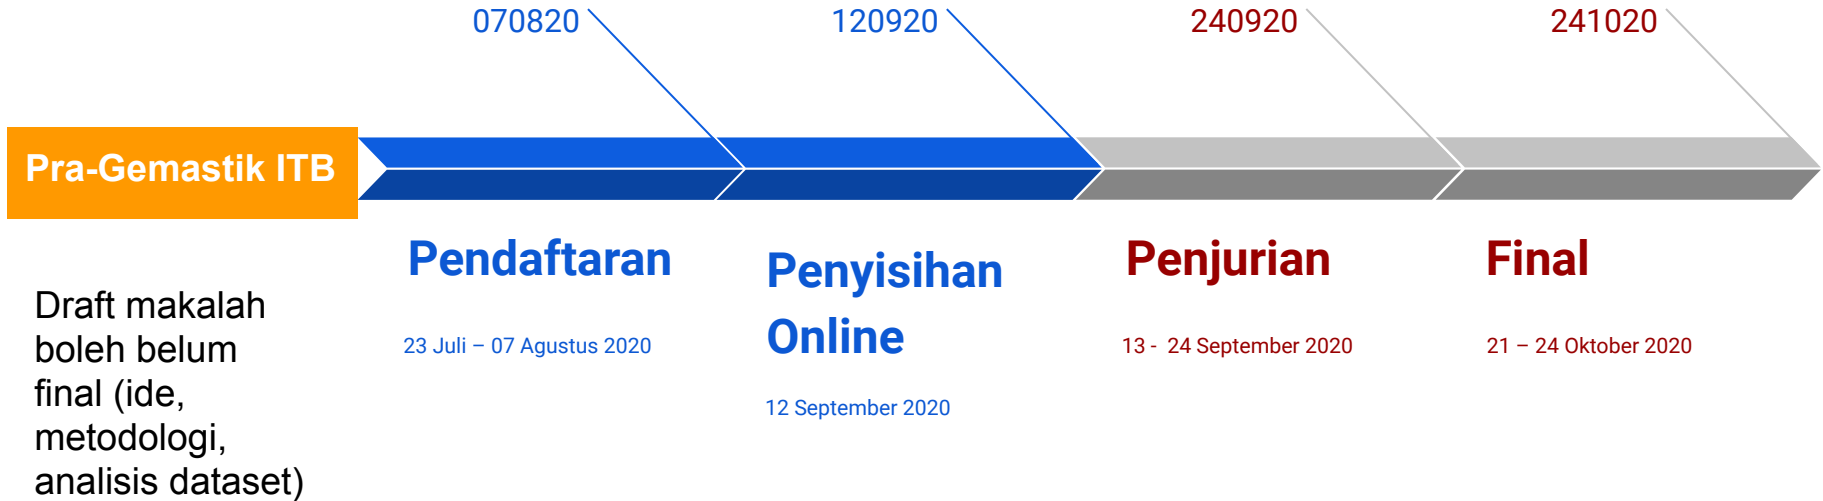 070820
120920
240920
241020
Pra-Gemastik ITB
Pendaftaran
23 Juli – 07 Agustus 2020
Penyisihan
Online
12 September 2020
Penjurian
13 - 24 September 2020
Final
21 – 24 Oktober 2020
Draft makalah
boleh belum
final (ide,
metodologi,
analisis dataset)